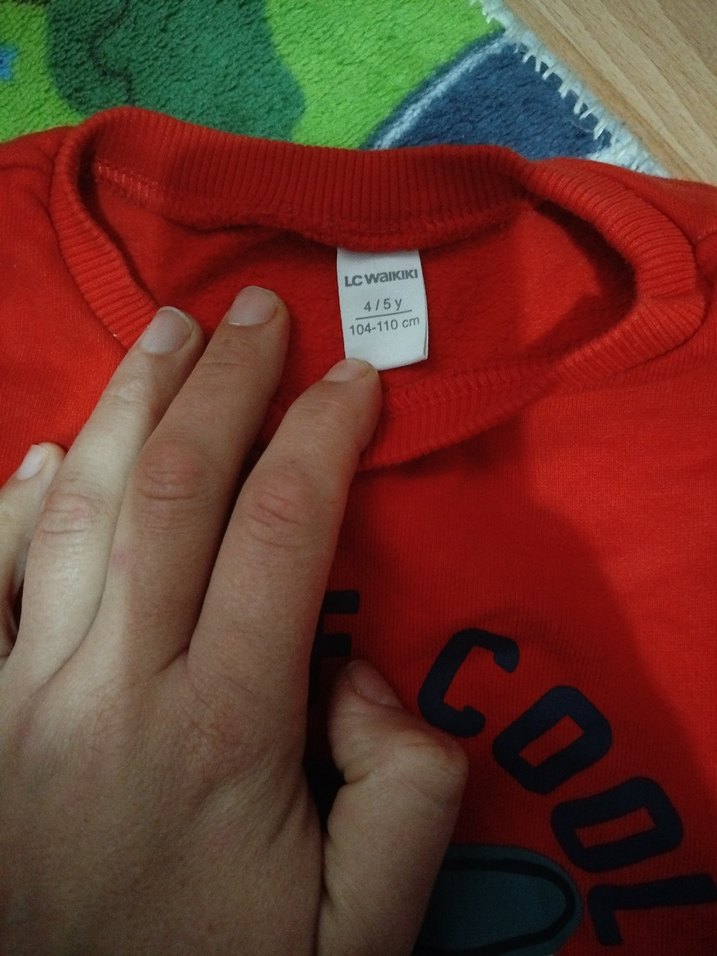 LC WAIKIKI
4 / 5 y
104-110 cm
COOL